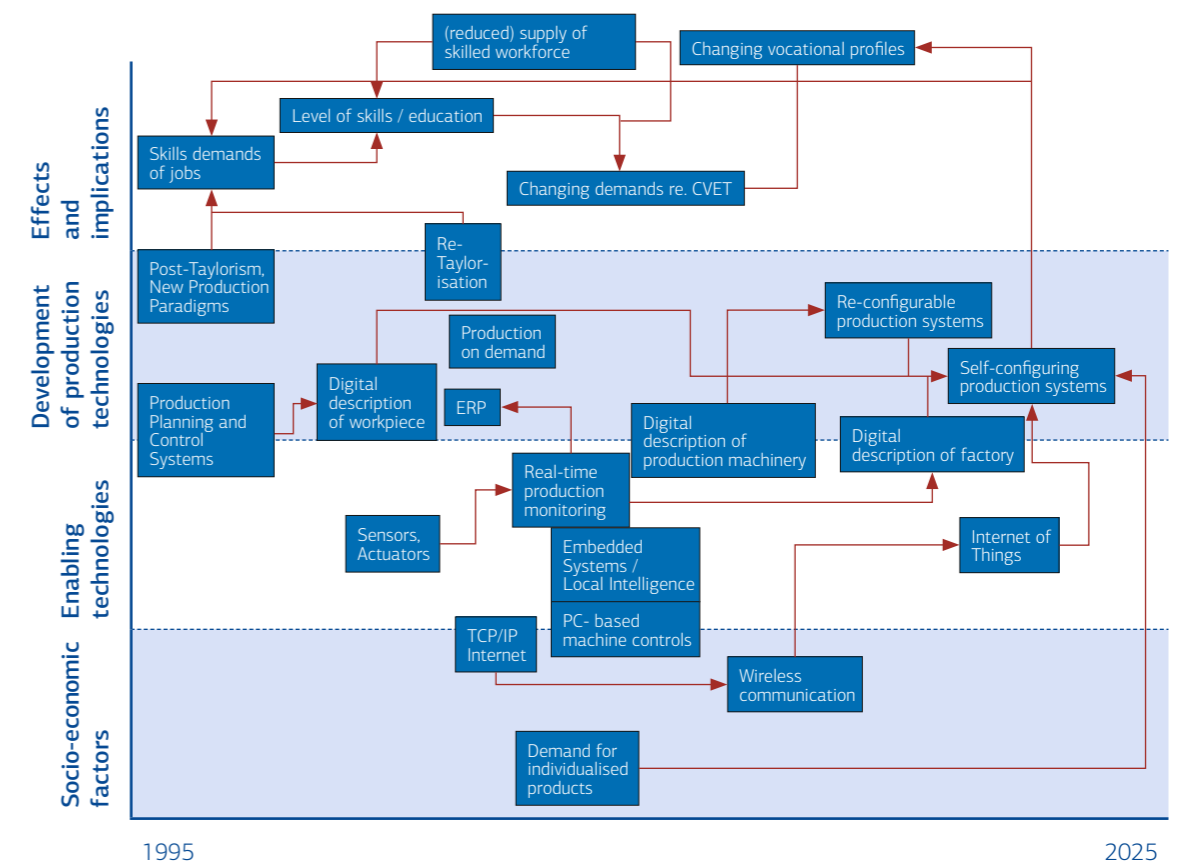 (reduced) supply of
skilled workforce
Changing vocational profiles
Level of skills / education
Skills demands
of jobs
Changing demands re. CVET
Effects
and
implications
Post-Taylorism,
New Production
Paradigms
Re-
Taylor-
isation
Re-configurable
production systems
Production
on demand
Self-configuring
production systems
Digital
description
of workpiece
ERP
Production
Planning and
Control
Systems
Digital
description of
production machinery
Digital
description of factory
Development
of production
technologies
Real-time
production
monitoring
Sensors,
Actuators
Embedded
Systems /
Local Intelligence
Internet of
Things
PC- based
machine controls
Enabling
technologies
TCP/IP
Internet
Wireless
communication
Demand for
individualised
products
Socio-economic
factors
1995
2025